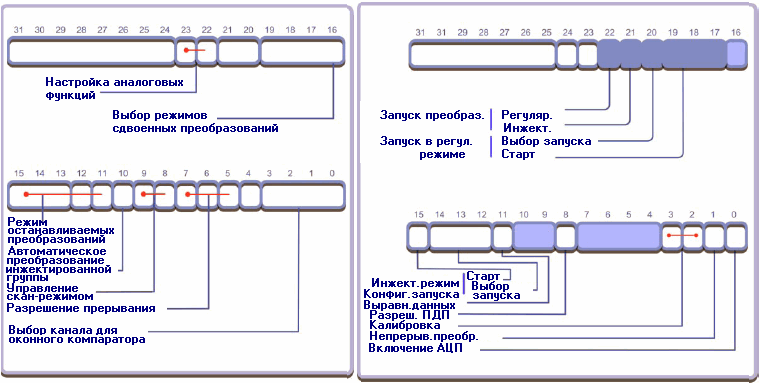 31 30 29 28 27 26 25 24 23 22 21 20 19 18 17 16
Настройка аналоговых
функций
Выбор режимов
сдвоенных преобразований
15 14 13 12 11 10 9 8 7 6 5 4 3 2 1 0
Режим
останавливаемых
преобразований
Автоматическое
преобразование
инжектированной
группы
Управление
скан-режимом
Разрешение прерывания
Выбор канала для
оконного компаратора
31 31 29 28 27 26 25 24 23 22 21 20 19 18 17 16
Запуск преобраз. Регуляр.
Инжект.
Запуск в регул. Выбор запуска
режиме Старт
15 14 13 12 11 10 9 8 7 6 5 4 3 2 1 0
Инжект.режим Старт
Конфиг.запуска Выбор
запуска
Выравн.данных
Разреш. ПДП
Калибровка
Непрерыв.преобр.
Включение АЦП